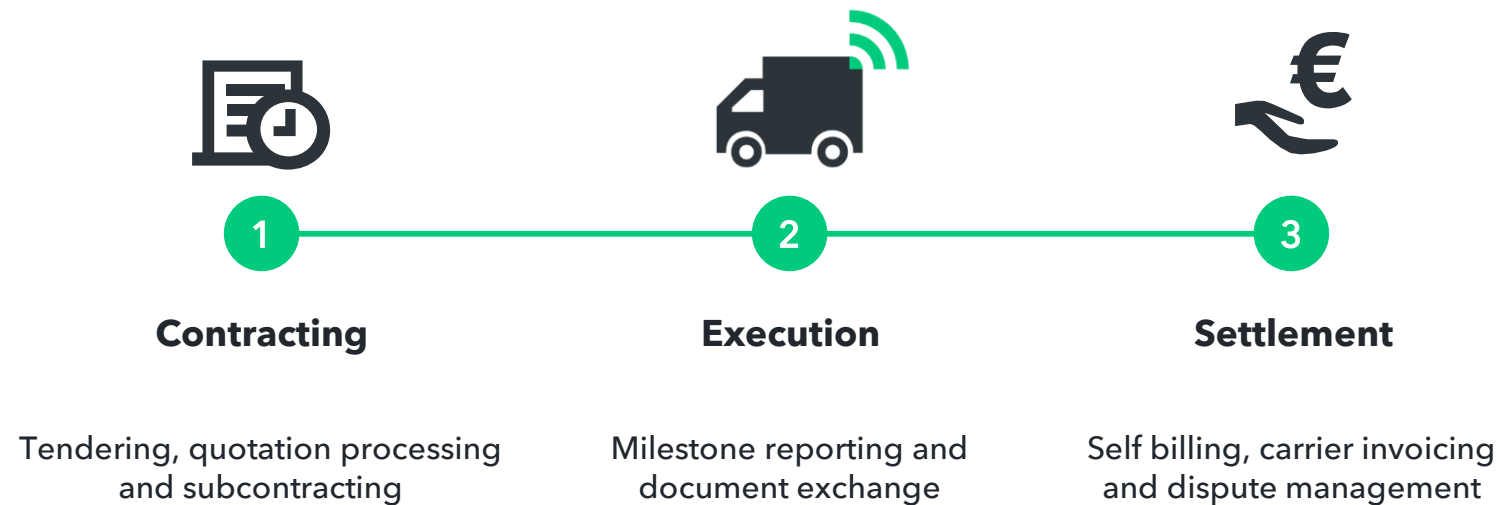 €
1
2
3
Contracting
Execution
Settlement
Tendering, quotation processing
and subcontracting
Milestone reporting and
document exchange
Self billing, carrier invoicing
and dispute management